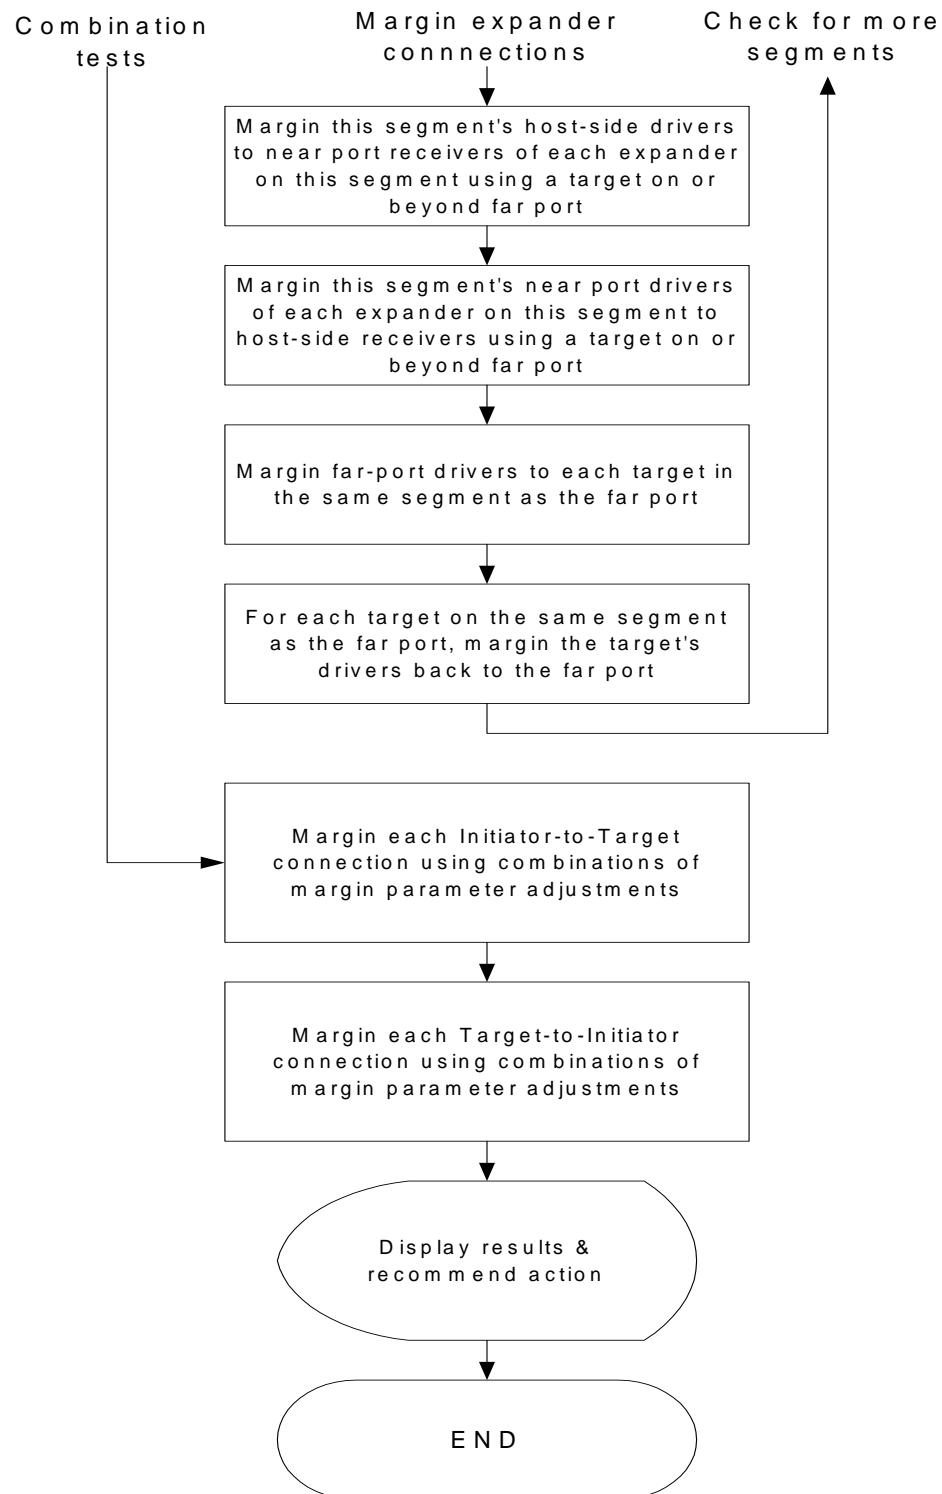 Combination
tests
Margin expander
connnections
Check for more
segments
Margin this segment's host-side drivers
to near port receivers of each expander
on this segment using a target on or
beyond far port
Margin this segment's near port drivers
of each expander on this segment to
host-side receivers using a target on or
beyond far port
Margin far-port drivers to each target in
the same segment as the far port
For each target on the same segment
as the far port, margin the target's
drivers back to the far port
Margin each Initiator-to-Target
connection using combinations of
margin parameter adjustments
Margin each Target-to-Initiator
connection using combinations of
margin parameter adjustments
Display results &
recommend action
END